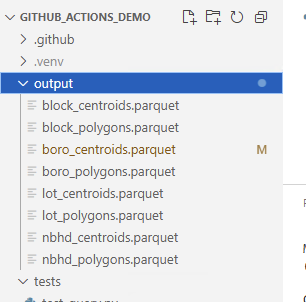 GITHUB_ACTIONS_DEMO
.github
.venv
output
block_centroids.parquet
block_polygons.parquet
boro_centroids.parquet M
boro_polygons.parquet
lot_centroids.parquet
lot_polygons.parquet
nbhd_centroids.parquet
nbhd_polygons.parquet
tests